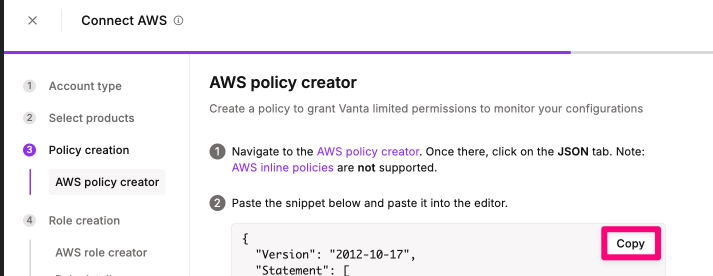 Connect AWS
1 Account type
2 Select products
3 Policy creation
AWS policy creator
4 Role creation
AWS role creator
AWS policy creator
Create a policy to grant Vanta limited permissions to monitor your configurations
1 Navigate to the AWS policy creator. Once there, click on the JSON tab. Note:
AWS inline policies are not supported.
2 Paste the snippet below and paste it into the editor.
Copy
{
"Version": "2012-10-17",
"Statement": [